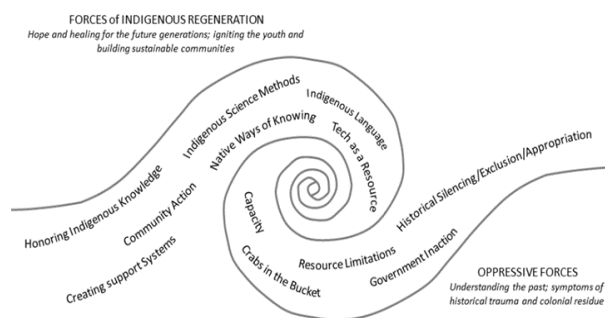 FORCES of INDIGENOUS REGENERATION
Hope and healing for the future generations; igniting the youth and
building sustainable communities
Indigenous Science Methods
Indigenous Language
Native Ways of Knowing
Tech as a Resource
Honoring Indigenous Knowledge
Community Action
Creating support Systems
Capacity
Crabs in the Bucket
Resource Limitations
Government Inaction
Historical Silencing/Exclusion/Appropriation
OPPRESSIVE FORCES
Understanding the past; symptoms of
historical trauma and colonial residue